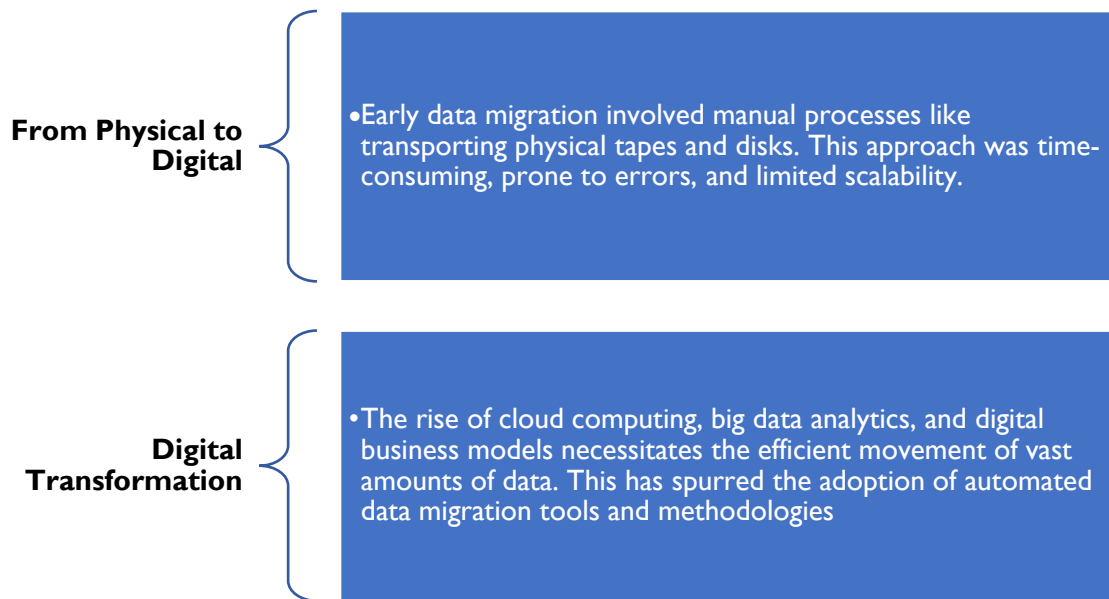 From Physical to
Digital
•Early data migration involved manual processes like
transporting physical tapes and disks. This approach was time-
consuming, prone to errors, and limited scalability.
Digital
Transformation
•The rise of cloud computing, big data analytics, and digital
business models necessitates the efficient movement of vast
amounts of data. This has spurred the adoption of automated
data migration tools and methodologies